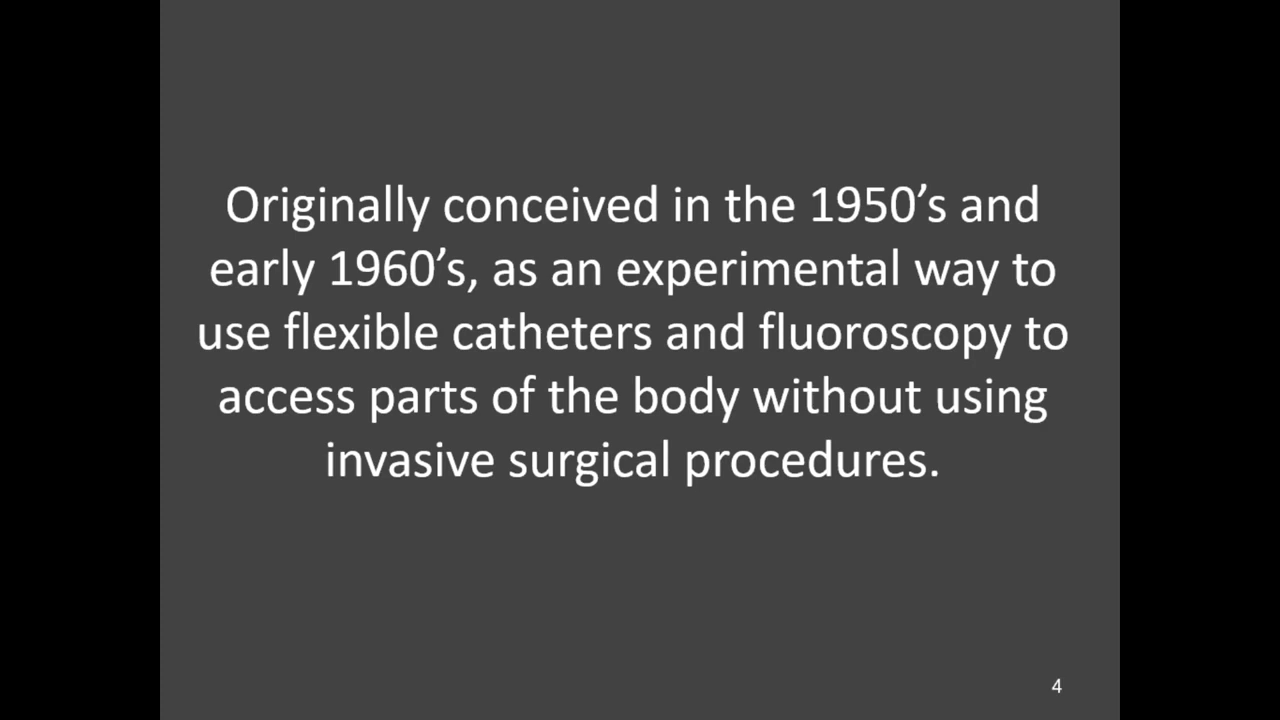 Originally conceived in the 1950’s and
early 1960’s, as an experimental way to
use flexible catheters and fluoroscopy to
access parts of the body without using
invasive surgical procedures.
4